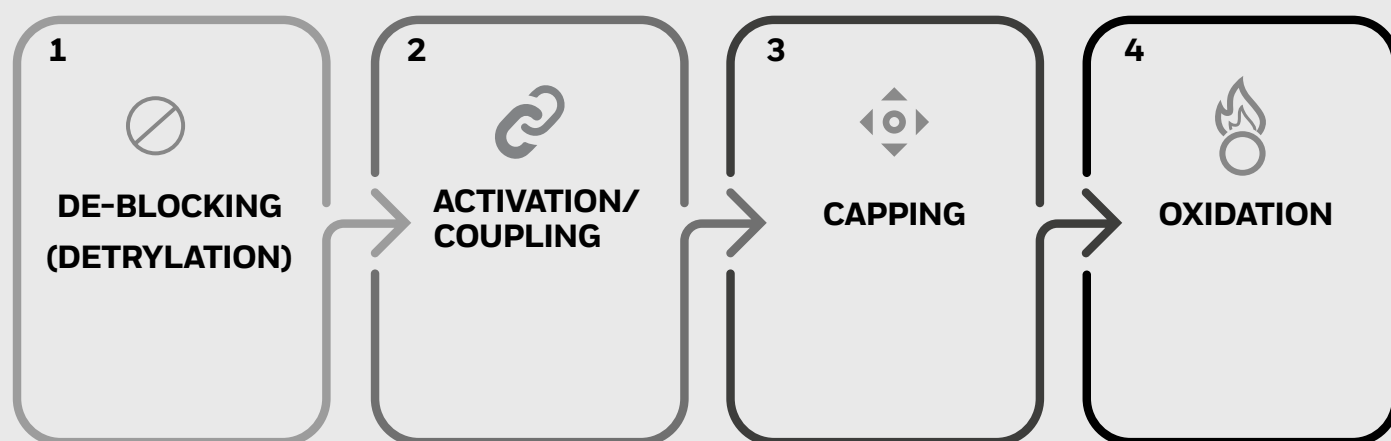 1
DE-BLOCKING
(DETRYLATION)
2
ACTIVATION/
COUPLING
3
CAPPING
4
OXIDATION